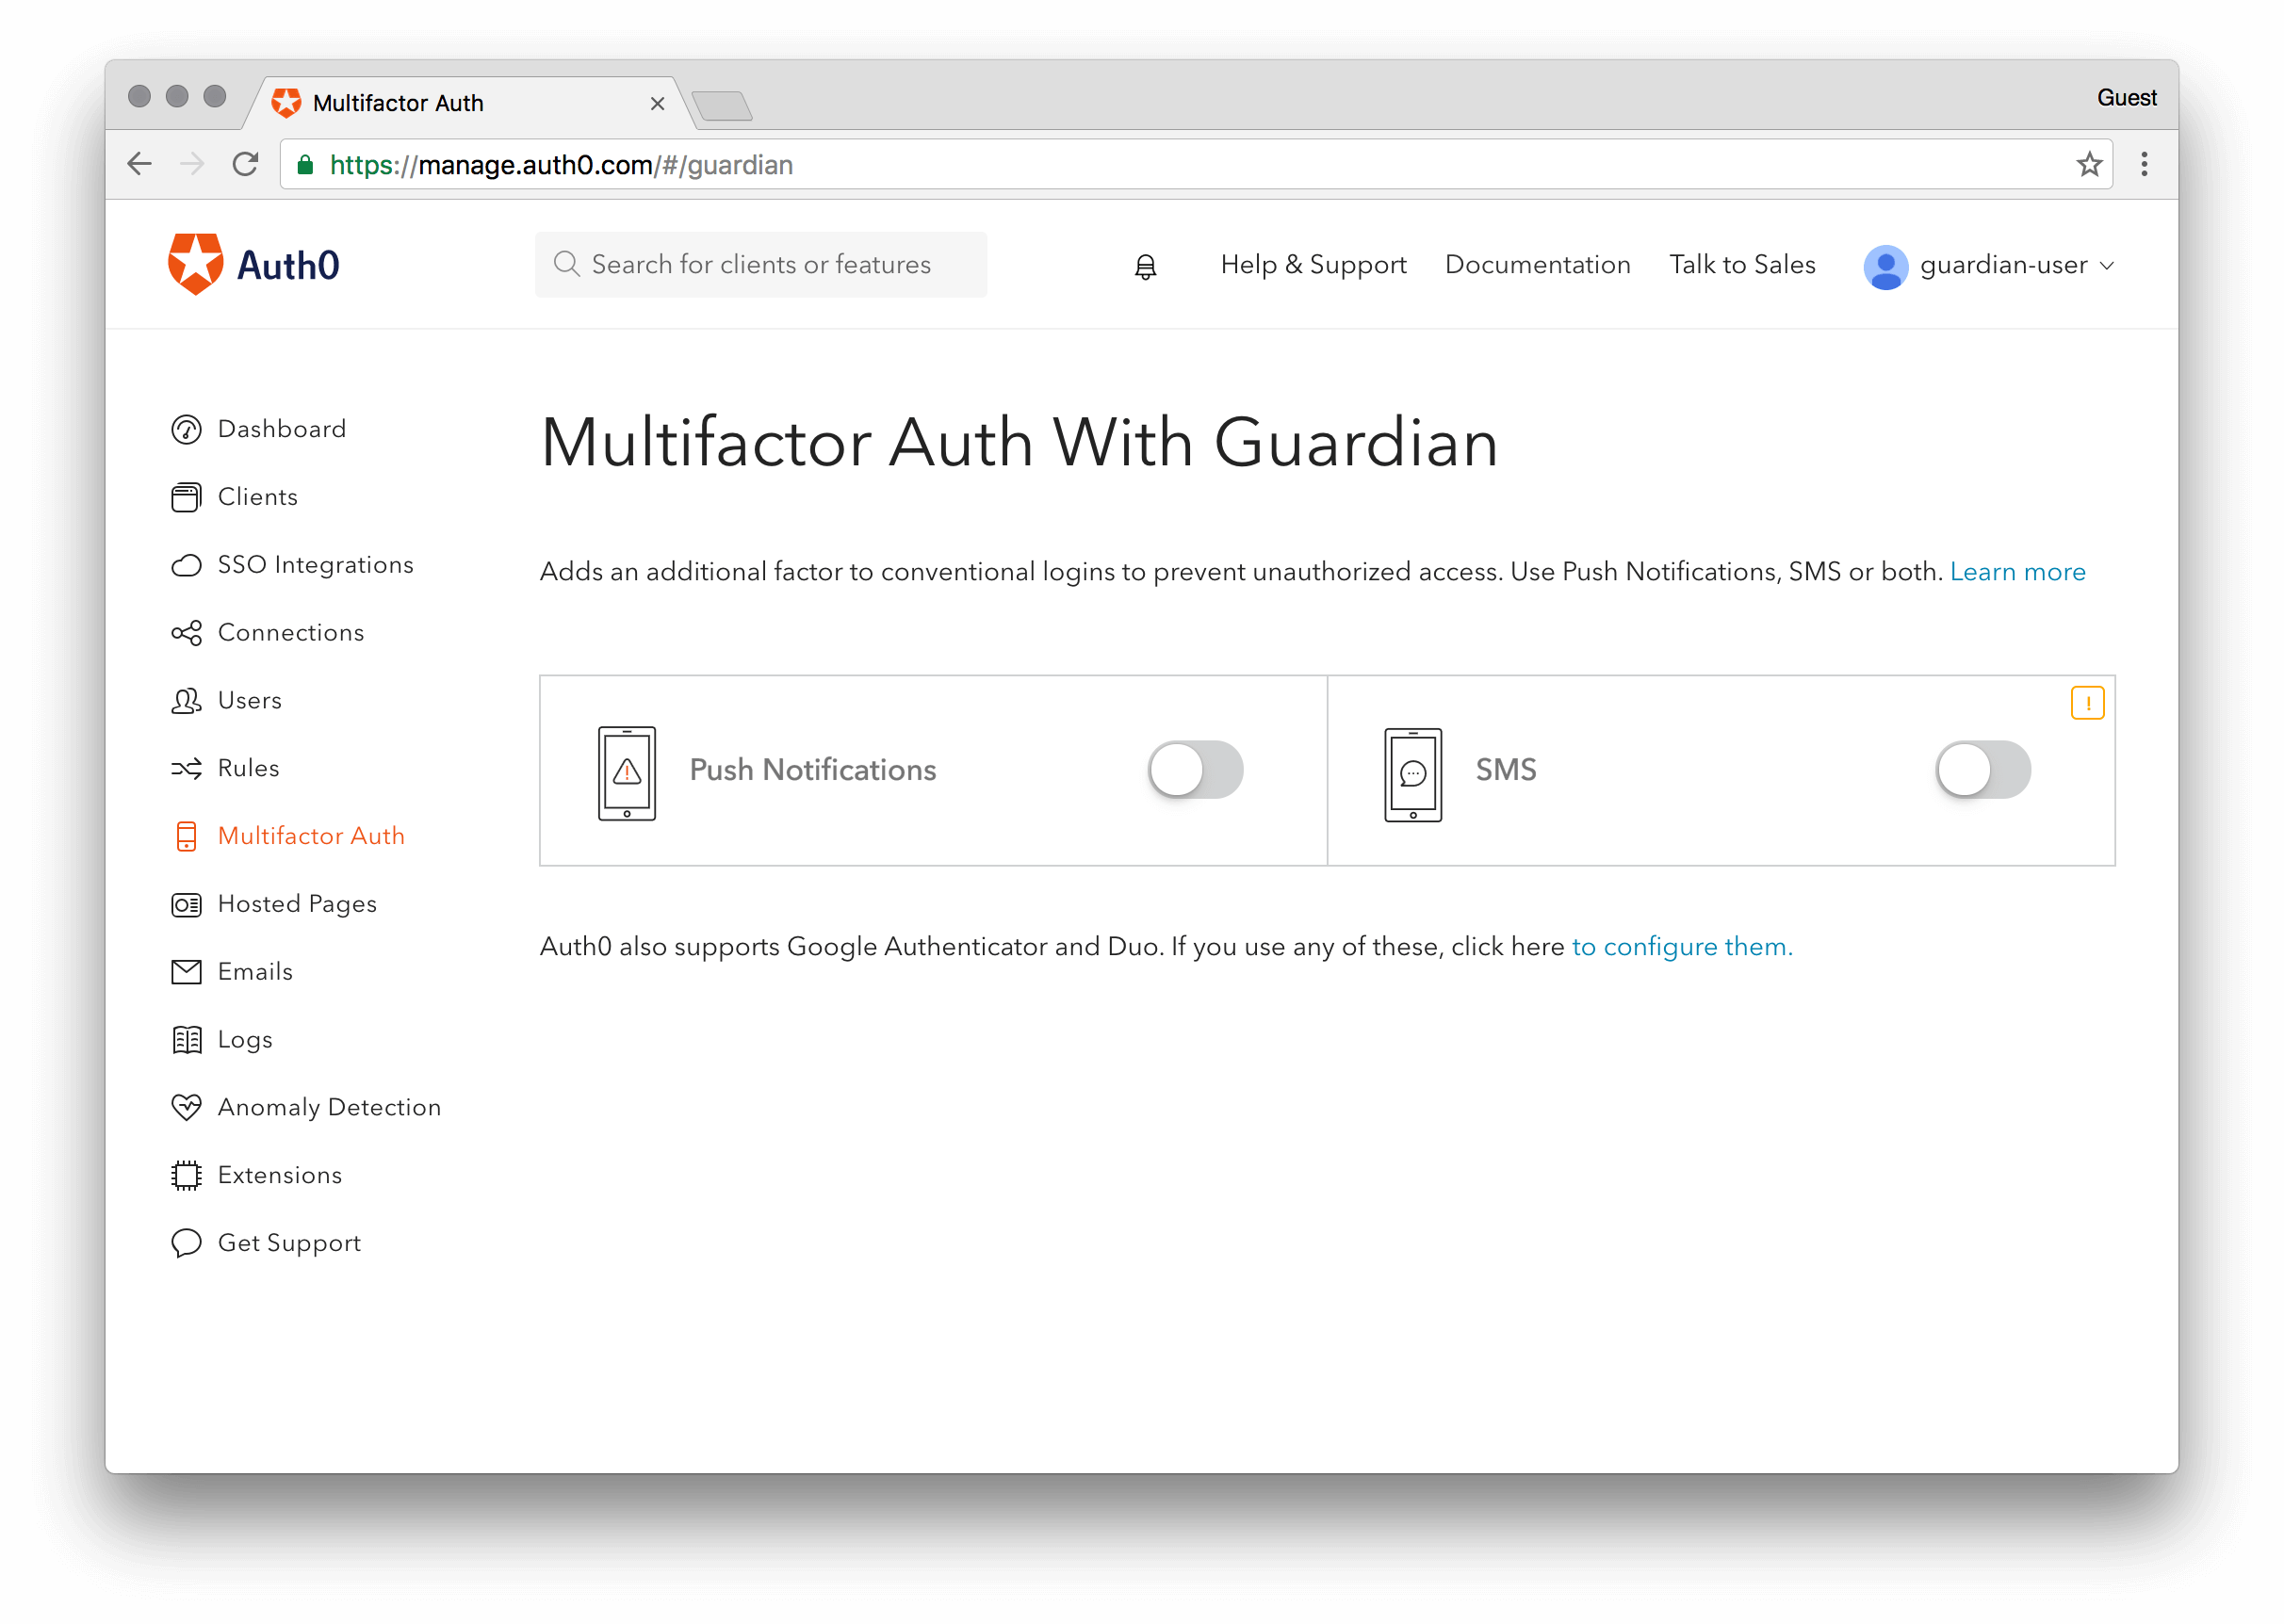 Multifactor Auth
Guest
https://manage.auth0.com/#/guardian
Auth0
Search for clients or features
Help & Support
Documentation
Talk to Sales
guardian-user
Dashboard
Clients
SSO Integrations
Connections
Users
Rules
Multifactor Auth
Hosted Pages
Emails
Logs
Anomaly Detection
Extensions
Get Support
Multifactor Auth With Guardian
Adds an additional factor to conventional logins to prevent unauthorized access. Use Push Notifications, SMS or both. Learn more
Push Notifications
SMS
Auth0 also supports Google Authenticator and Duo. If you use any of these, click here to configure them.